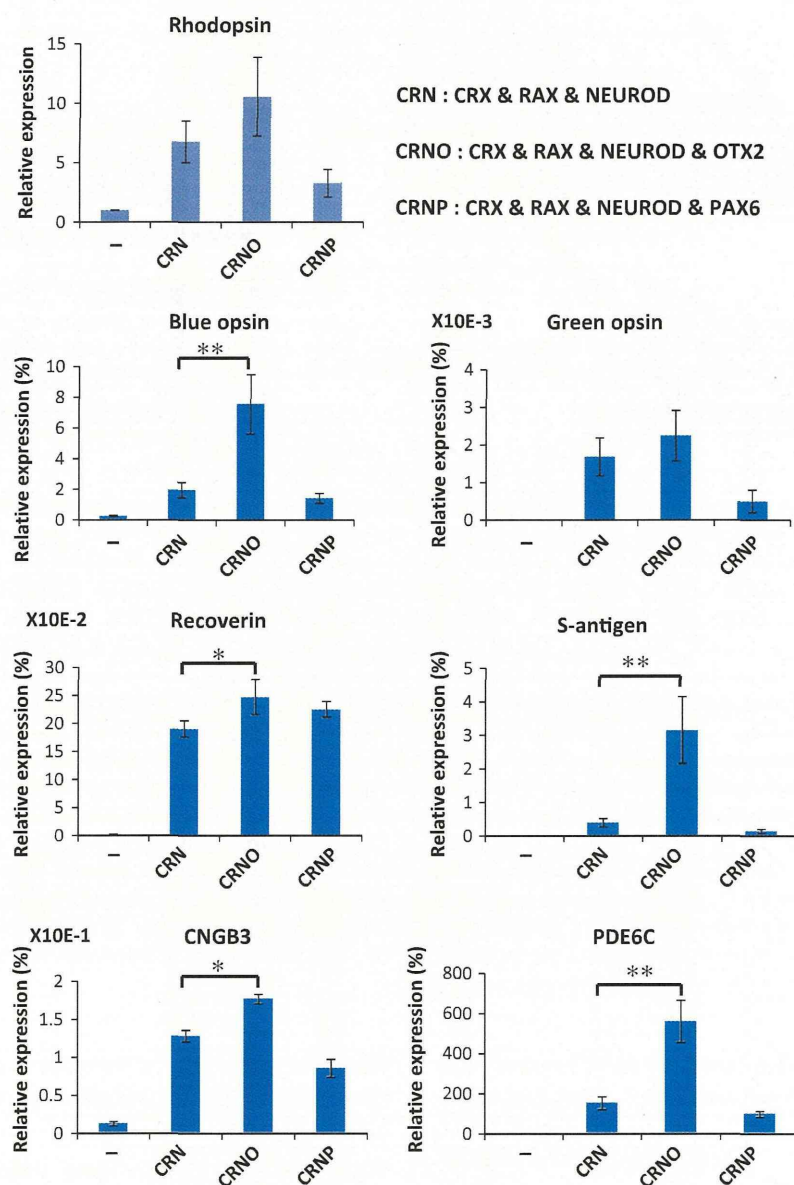 Rhodopsin
Relative expression
15
10
5
0
–
CRN
CRNO
CRNP
CRN : CRX & RAX & NEUROD
CRNO : CRX & RAX & NEUROD & OTX2
CRNP : CRX & RAX & NEUROD & PAX6
Blue opsin
Relative expression (%)
10
8
6
4
2
0
**
–
CRN
CRNO
CRNP
X10E-3
Green opsin
Relative expression (%)
4
3
2
1
0
–
CRN
CRNO
CRNP
X10E-2
Recoverin
Relative expression (%)
30
25
20
15
10
5
0
*
–
CRN
CRNO
CRNP
S-antigen
Relative expression (%)
5
4
3
2
1
0
**
–
CRN
CRNO
CRNP
X10E-1
CNGB3
Relative expression (%)
2
1.5
1
0.5
0
*
–
CRN
CRNO
CRNP
PDE6C
Relative expression (%)
800
600
400
200
0
**
–
CRN
CRNO
CRNP